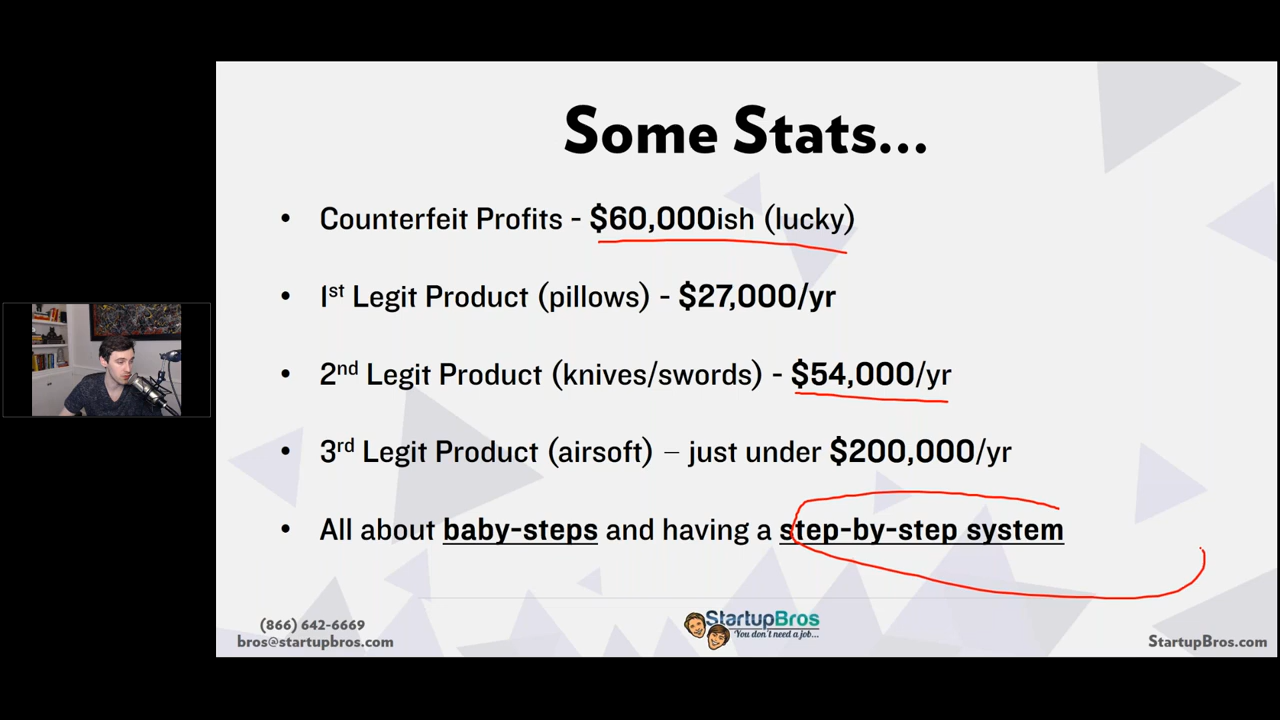 Some Stats...
• Counterfeit Profits - $60,000ish (lucky)
• 1st Legit Product (pillows) - $27,000/yr
• 2nd Legit Product (knives/swords) - $54,000/yr
• 3rd Legit Product (airsoft) – just under $200,000/yr
• All about baby-steps and having a step-by-step system
(866) 642-6669
bros@startupbros.com
StartupBros
"You don't need a job...
StartupBros.com